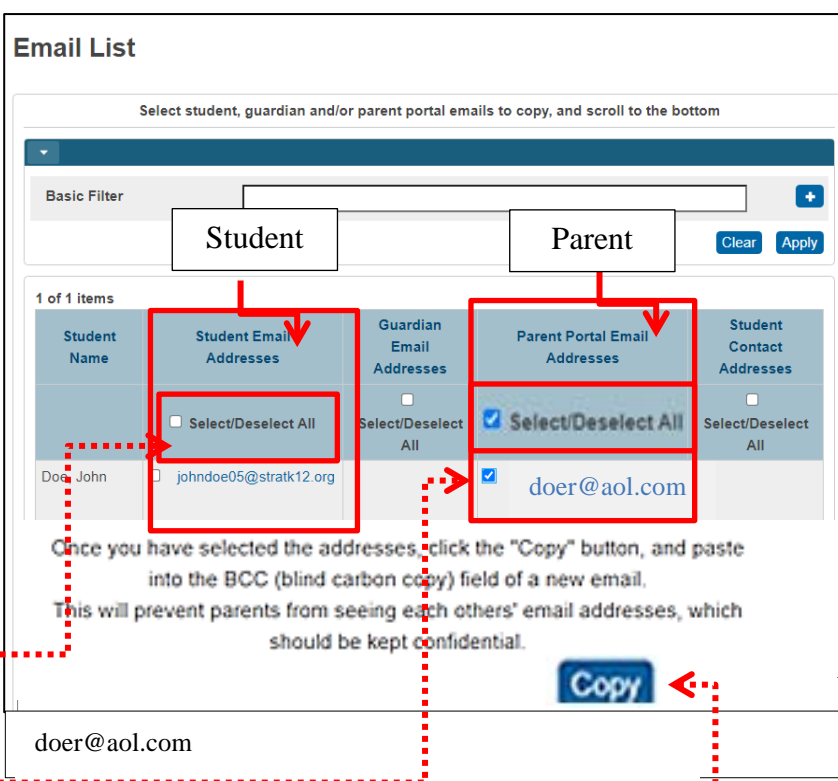 Email List
Select student, guardian and/or parent portal emails to copy, and scroll to the bottom
Basic Filter
+
Student
Parent
Clear Apply
1 of 1 items
Student Name
Student Email Addresses
Guardian Email Addresses
Parent Portal Email Addresses
Student Contact Addresses
Select/Deselect All
Select/Deselect All
Select/Deselect All
Select/Deselect All
Doe, John
johndoe05@stratk12.org
doer@aol.com
Once you have selected the addresses, click the "Copy" button, and paste
into the BCC (blind carbon copy) field of a new email.
This will prevent parents from seeing each others' email addresses, which
should be kept confidential.
Copy
doer@aol.com